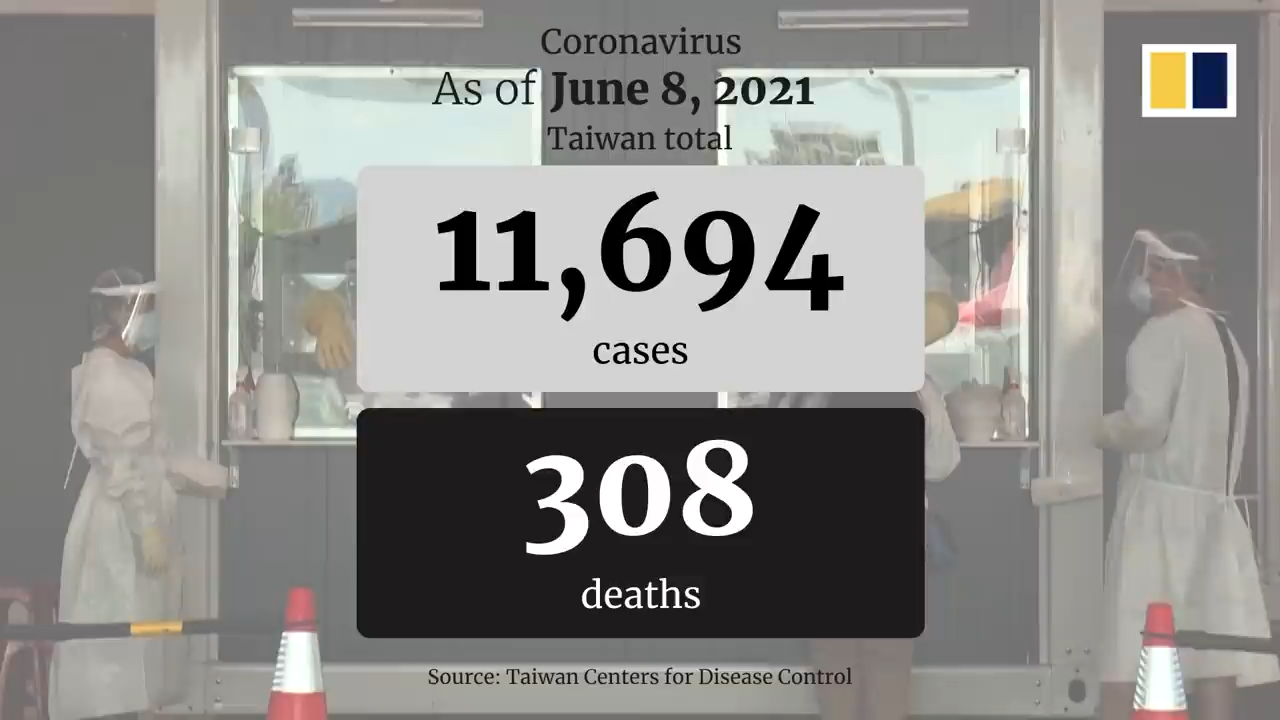 Coronavirus
As of June 8, 2021
Taiwan total
11,694
cases
308
deaths
Source: Taiwan Centers for Disease Control